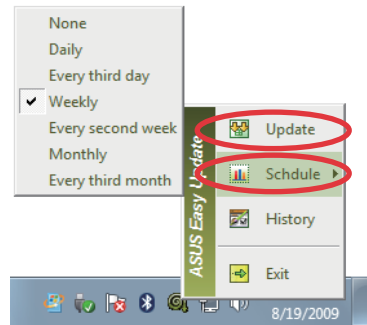 None
Daily
Every third day
Weekly
Every second week
Monthly
Every third month
ASUS Easy Update
Update
Schdule
History
Exit
8/19/2009